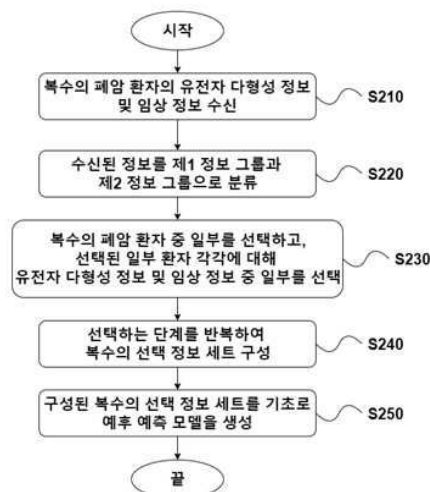 시작
복수의 폐암 환자의 유전자 다형성 정보
및 임상 정보 수신
S210
수신된 정보를 제1 정보 그룹과
제2 정보 그룹으로 분류
S220
복수의 폐암 환자 중 일부를 선택하고,
선택된 일부 환자 각각에 대해
유전자 다형성 정보 및 임상 정보 중 일부를 선택
S230
선택하는 단계를 반복하여
복수의 선택 정보 세트 구성
S240
구성된 복수의 선택 정보 세트를 기초로
예후 예측 모델을 생성
S250
끝